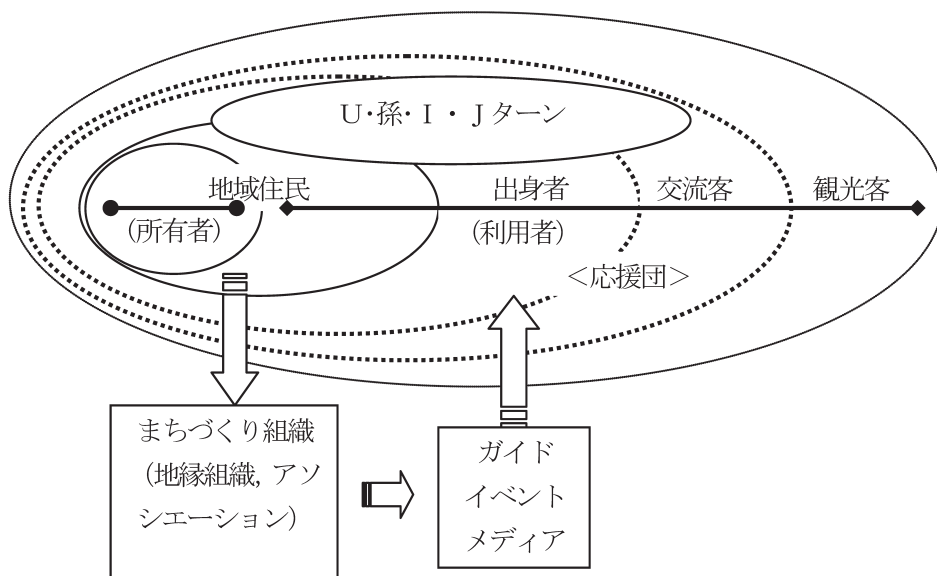 U・孫・I・Jターン
地域住民 出身者 交流客 観光客
(所有者) (利用者)
＜応援団＞
まちづくり組織
(地縁組織, アソ
シエーション)
ガイド
イベント
メディア